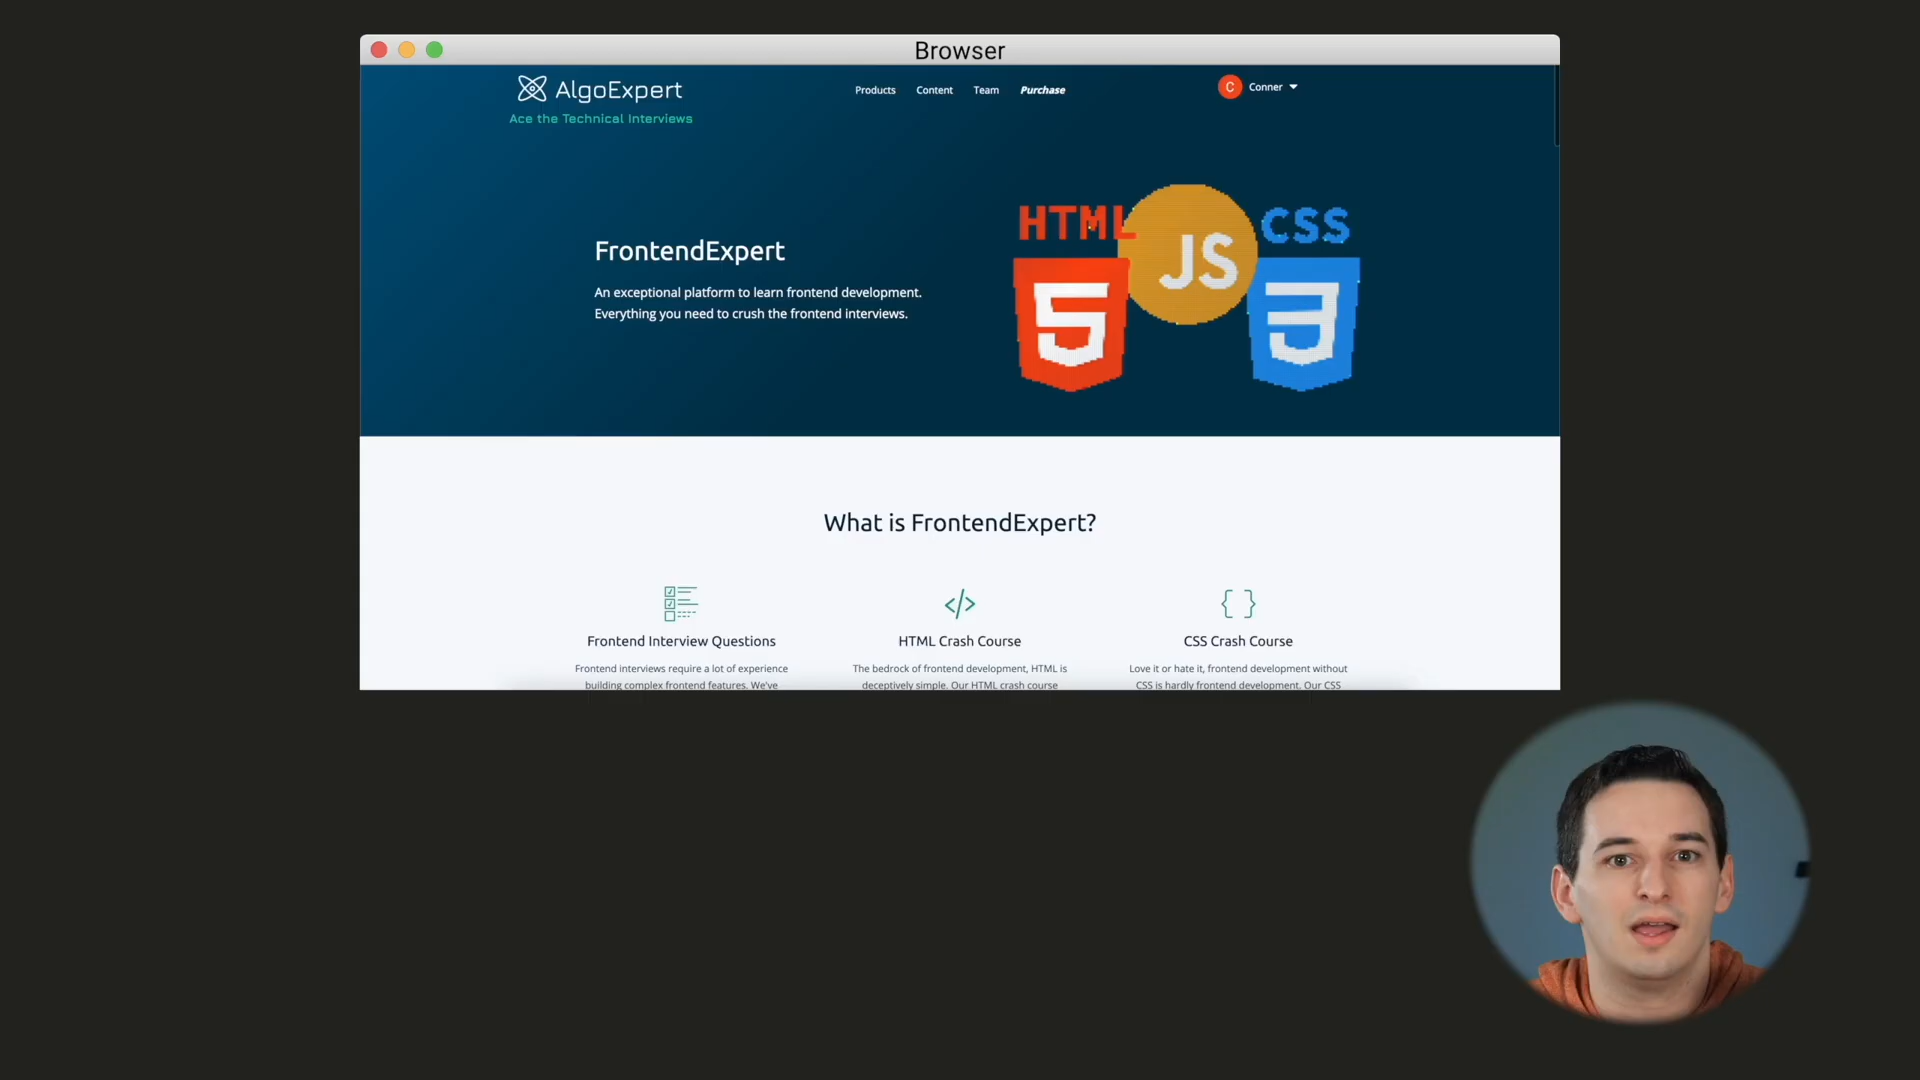 Browser
AlgoExpert
Ace the Technical Interviews
Products
Content
Team
Purchase
C
Conner
FrontendExpert
An exceptional platform to learn frontend development.
Everything you need to crush the frontend interviews.
HTML
JS
CSS
5
3
What is FrontendExpert?
Frontend Interview Questions
Frontend interviews require a lot of experience
building complex frontend features. We've
HTML Crash Course
The bedrock of frontend development, HTML is
deceptively simple. Our HTML crash course
CSS Crash Course
Love it or hate it, frontend development without
CSS is hardly frontend development. Our CSS